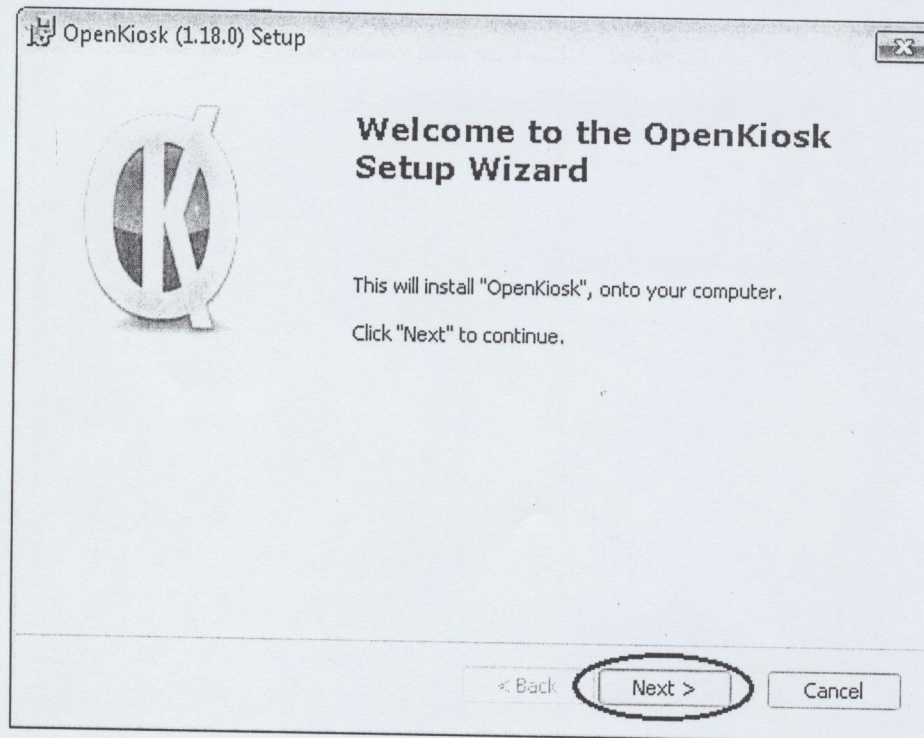 OpenKiosk (1.18.0) Setup
Welcome to the OpenKiosk
Setup Wizard
This will install "OpenKiosk", onto your computer.
Click "Next" to continue.
< Back
Next >
Cancel